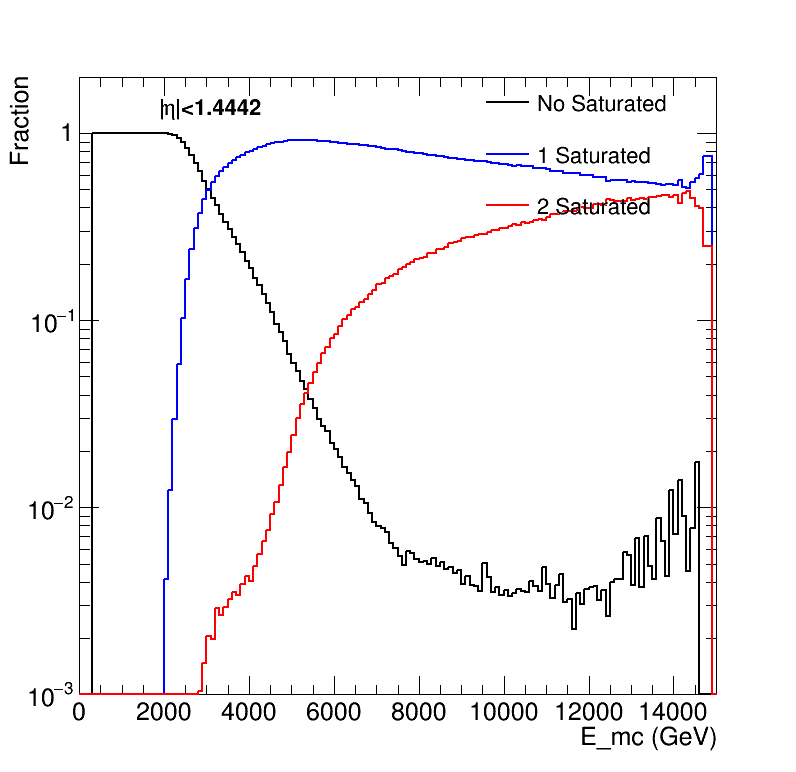 |η|<1.4442
No Saturated
1 Saturated
2 Saturated
Fraction
1
10⁻¹
10⁻²
10⁻³
0 2000 4000 6000 8000 10000 12000 14000
E_mc (GeV)